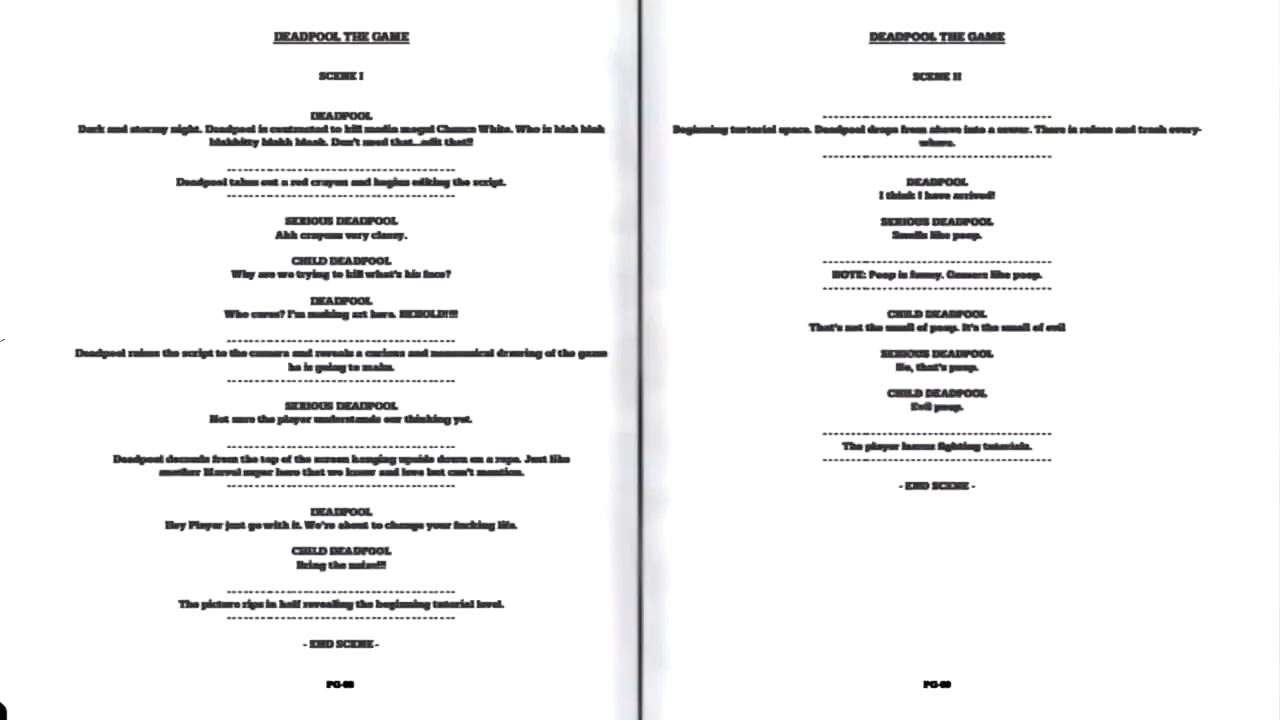 DEADPOOL THE GAME
SCENE I
DEADPOOL
Dark and stormy night. Deadpool is contracted to kill media mogul Chance White. Who is blah blah
blahbitty blahh blaah. Don't need that...edit that!!
Deadpool takes out a red crayon and begins editing the script.
SERIOUS DEADPOOL
Ahh crayons very classy.
CHILD DEADPOOL
Why are we trying to kill what's his face?
DEADPOOL
Who cares? I'm making art here. BEHOLD!!!!
Deadpool raises the script to the camera and reveals a curious and nonsensical drawring of the game
he is going to make.
SERIOUS DEADPOOL
Not sure the player understands our thinking yet.
Deadpool descends from the top of the screen hanging upside down on a rope. Just like
another Marvel super hero that we know and love but can't mention.
DEADPOOL
Hey Player just go with it. We're about to change your fucking life.
CHILD DEADPOOL
Bring the noise!!!
The picture rips in half revealing the beginning tutorial level.
- END SCENE -
DEADPOOL THE GAME
SCENE II
Beginning tortorial space. Deadpool drops from above into a sewer. There is ruines and trash every-
where.
DEADPOOL
I think I have arrived!
SERIOUS DEADPOOL
Smells like poop.
NOTE: Poop is funny. Gamers like poop.
CHILD DEADPOOL
That's not the smell of poop. It's the smell of evil
SERIOUS DEADPOOL
No, that's poop.
CHILD DEADPOOL
Evil poop.
The player learns fighting tutorials.
- END SCENE -